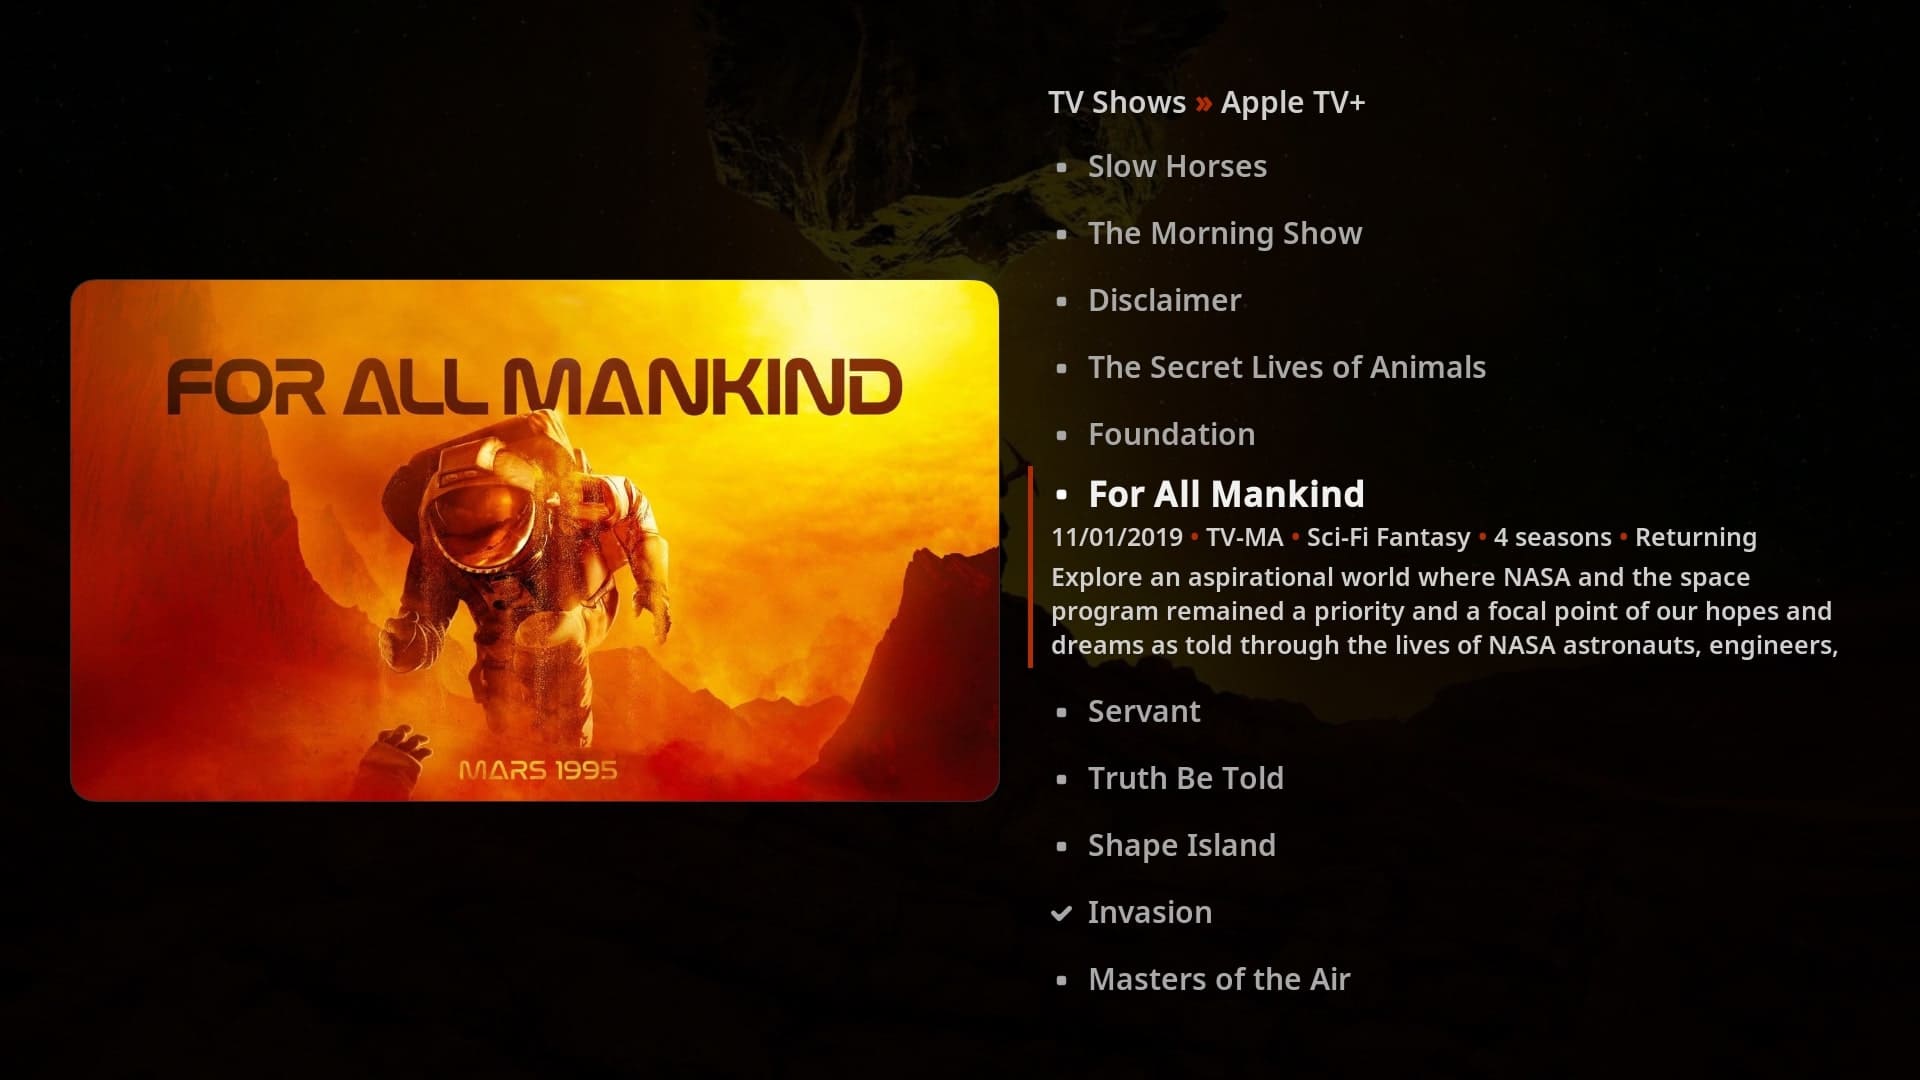 FOR ALL MANKIND
MARS 1995
TV Shows » Apple TV+
Slow Horses
The Morning Show
Disclaimer
The Secret Lives of Animals
Foundation
For All Mankind
11/01/2019 • TV-MA • Sci-Fi Fantasy • 4 seasons • Returning
Explore an aspirational world where NASA and the space
program remained a priority and a focal point of our hopes and
dreams as told through the lives of NASA astronauts, engineers,
Servant
Truth Be Told
Shape Island
Invasion
Masters of the Air